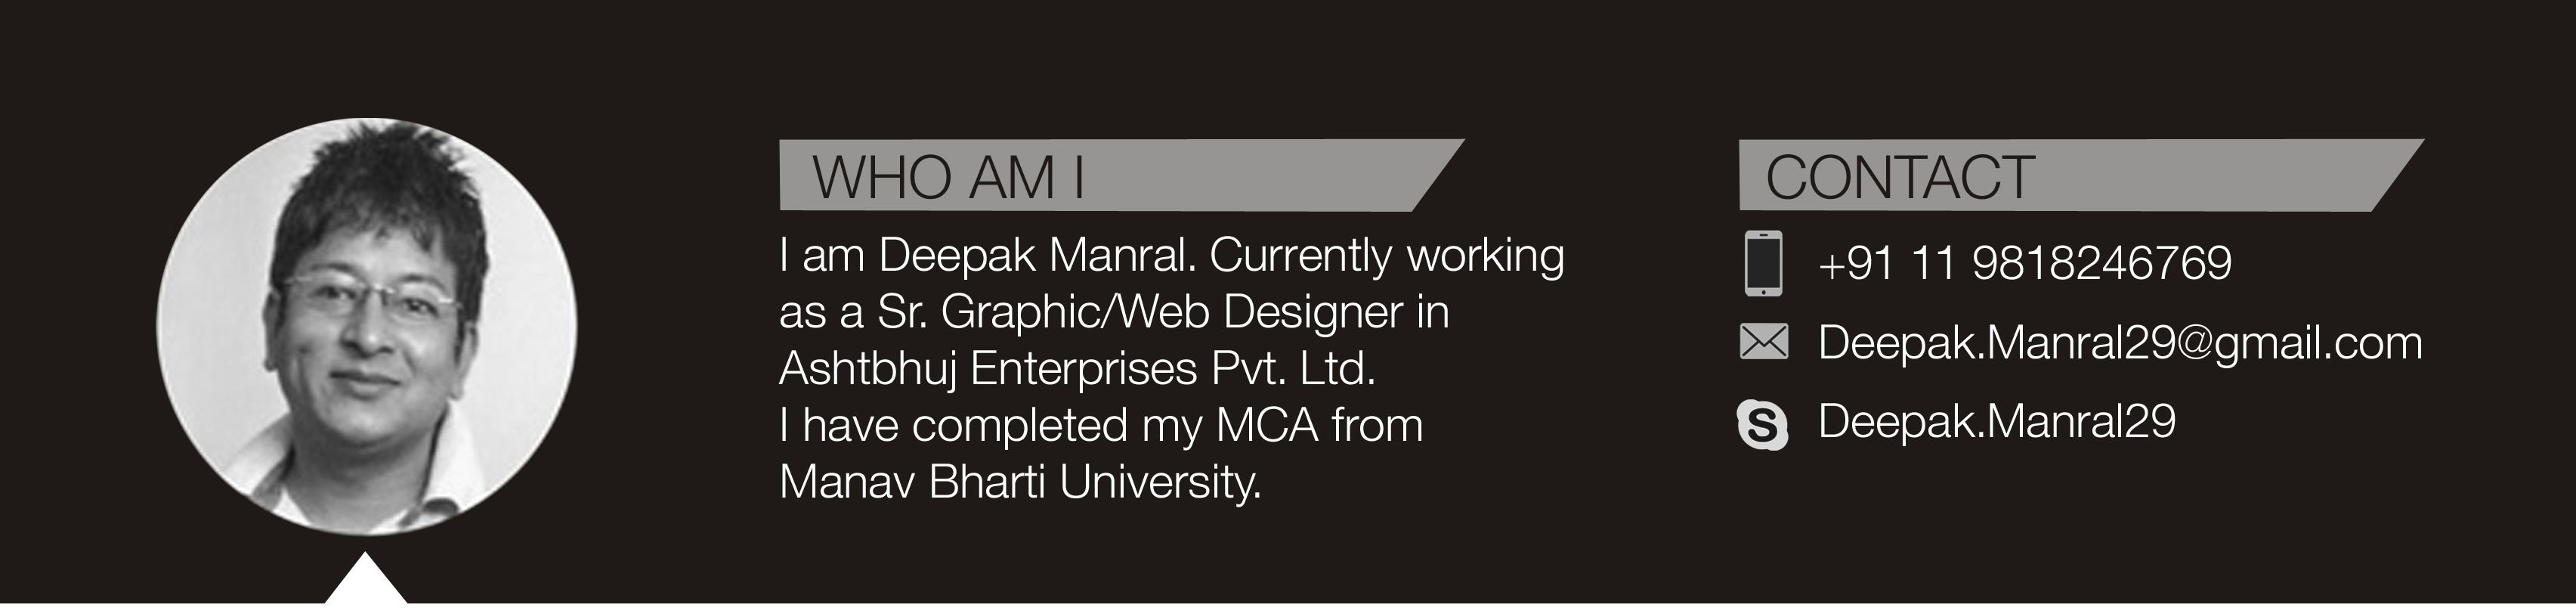 WHO AM I
I am Deepak Manral. Currently working
as a Sr. Graphic/Web Designer in
Ashtbhuj Enterprises Pvt. Ltd.
I have completed my MCA from
Manav Bharti University.
CONTACT
+91 11 9818246769
Deepak.Manral29@gmail.com
Deepak.Manral29